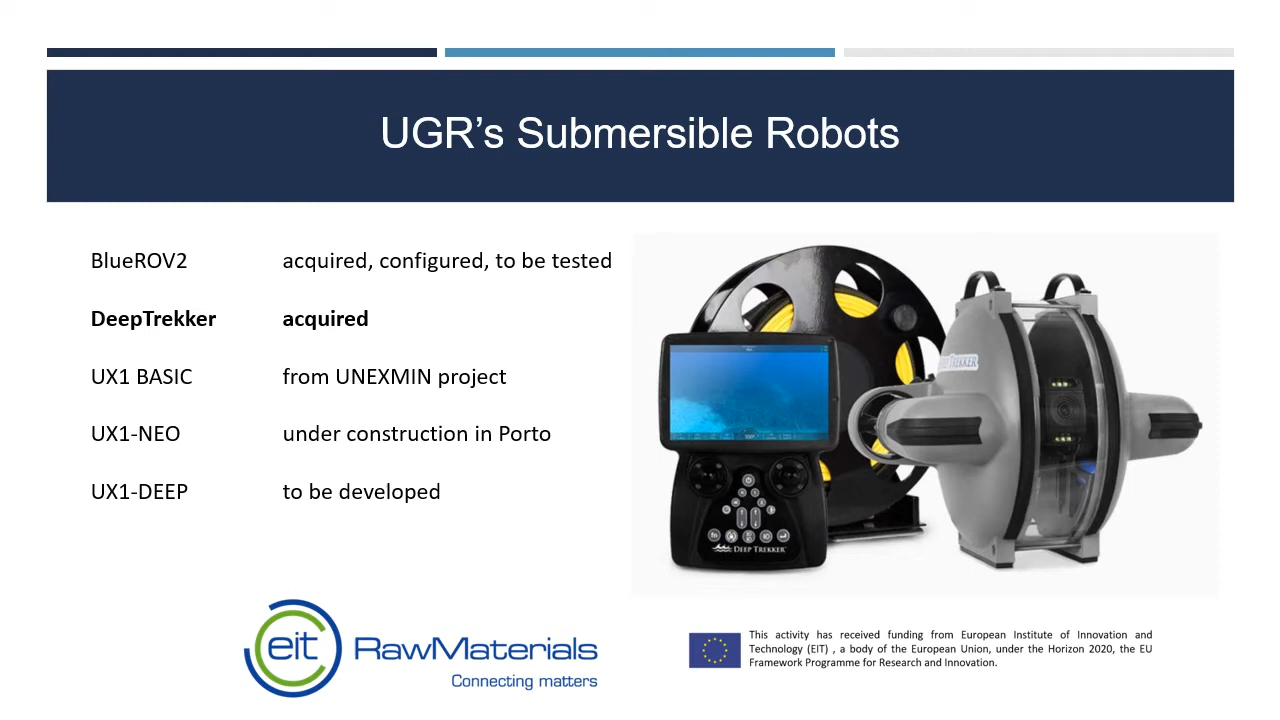 UGR’s Submersible Robots
BlueROV2 acquired, configured, to be tested
DeepTrekker acquired
UX1 BASIC from UNEXMIN project
UX1-NEO under construction in Porto
UX1-DEEP to be developed
DEEP TREKKER
DEEP TREKKER
eit RawMaterials
Connecting matters
This activity has received funding from European Institute of Innovation and
Technology (EIT) , a body of the European Union, under the Horizon 2020, the EU
Framework Programme for Research and Innovation.